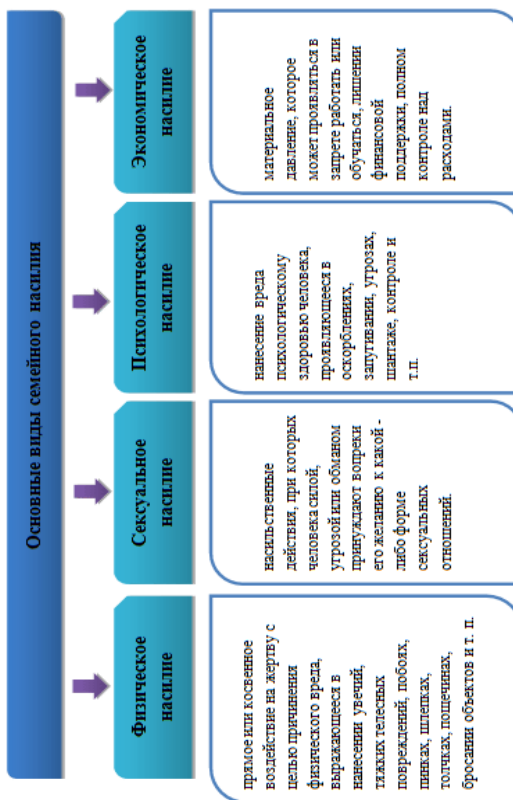 Основные виды семейного насилия
Физическое
насилие
прямое или косвенное
воздействие на жертву с
целью причинения
физического вреда,
выражающееся в
нанесении увечий,
тяжких телесных
повреждений, побоях,
пинках, шлепках,
толчках, пощечинах,
бросании объектов и т. п.
Сексуальное
насилие
насильственные
действия, при которых
человека силой,
угрозой или обманом
принуждают вопреки
его желанию к какой -
либо форме
сексуальных
отношений.
Психологическое
насилие
нанесение вреда
психологическому
здоровью человека,
проявляющееся в
оскорблениях,
запугивании, угрозах,
шантаже, контроле и
т.п.
Экономическое
насилие
материальное
давление, которое
может проявляться в
запрете работать или
обучаться, лишении
финансовой
поддержки, полном
контроле над
расходами.